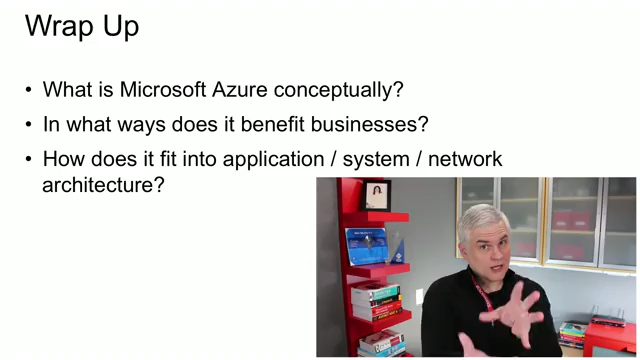 Wrap Up
• What is Microsoft Azure conceptually?
• In what ways does it benefit businesses?
• How does it fit into application / system / network
architecture?